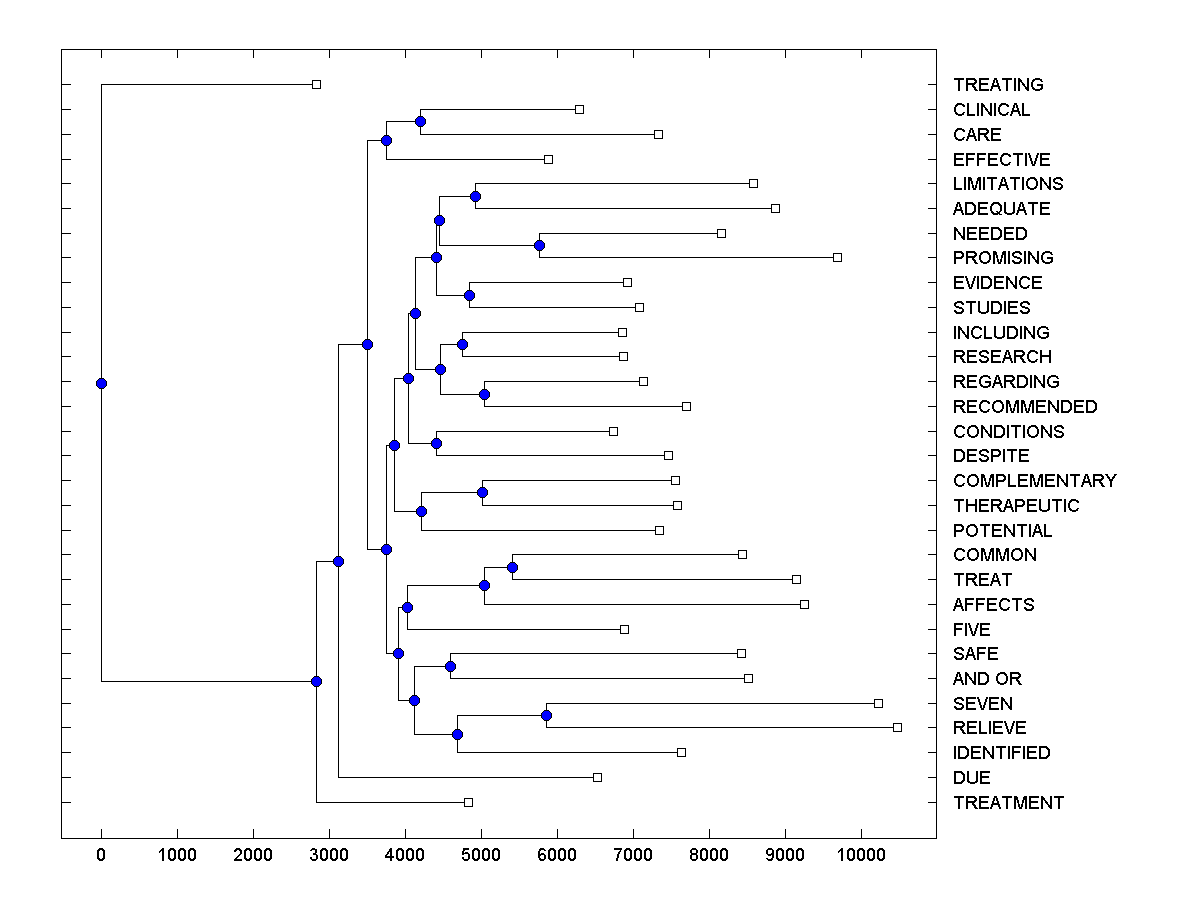 TREATING
CLINICAL
CARE
EFFECTIVE
LIMITATIONS
ADEQUATE
NEEDED
PROMISING
EVIDENCE
STUDIES
INCLUDING
RESEARCH
REGARDING
RECOMMENDED
CONDITIONS
DESPITE
COMPLEMENTARY
THERAPEUTIC
POTENTIAL
COMMON
TREAT
AFFECTS
FIVE
SAFE
AND OR
SEVEN
RELIEVE
IDENTIFIED
DUE
TREATMENT
0 1000 2000 3000 4000 5000 6000 7000 8000 9000 10000